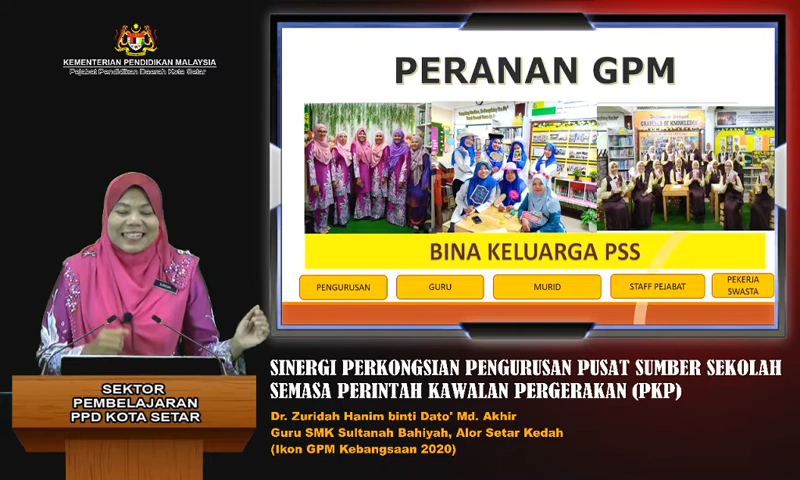 KEMENTERIAN PENDIDIKAN MALAYSIA
Pejabat Pendidikan Daerah Kota Setar
PERANAN GPM
BINA KELUARGA PSS
PENGURUSAN
GURU
MURID
STAFF PEJABAT
PEKERJA
SWASTA
SEKTOR
PEMBELAJARAN
PPD KOTA SETAR
SINERGI PERKONGSIAN PENGURUSAN PUSAT SUMBER SEKOLAH
SEMASA PERINTAH KAWALAN PERGERAKAN (PKP)
Dr. Zuridah Hanim binti Dato' Md. Akhir
Guru SMK Sultanah Bahiyah, Alor Setar Kedah
(Ikon GPM Kebangsaan 2020)